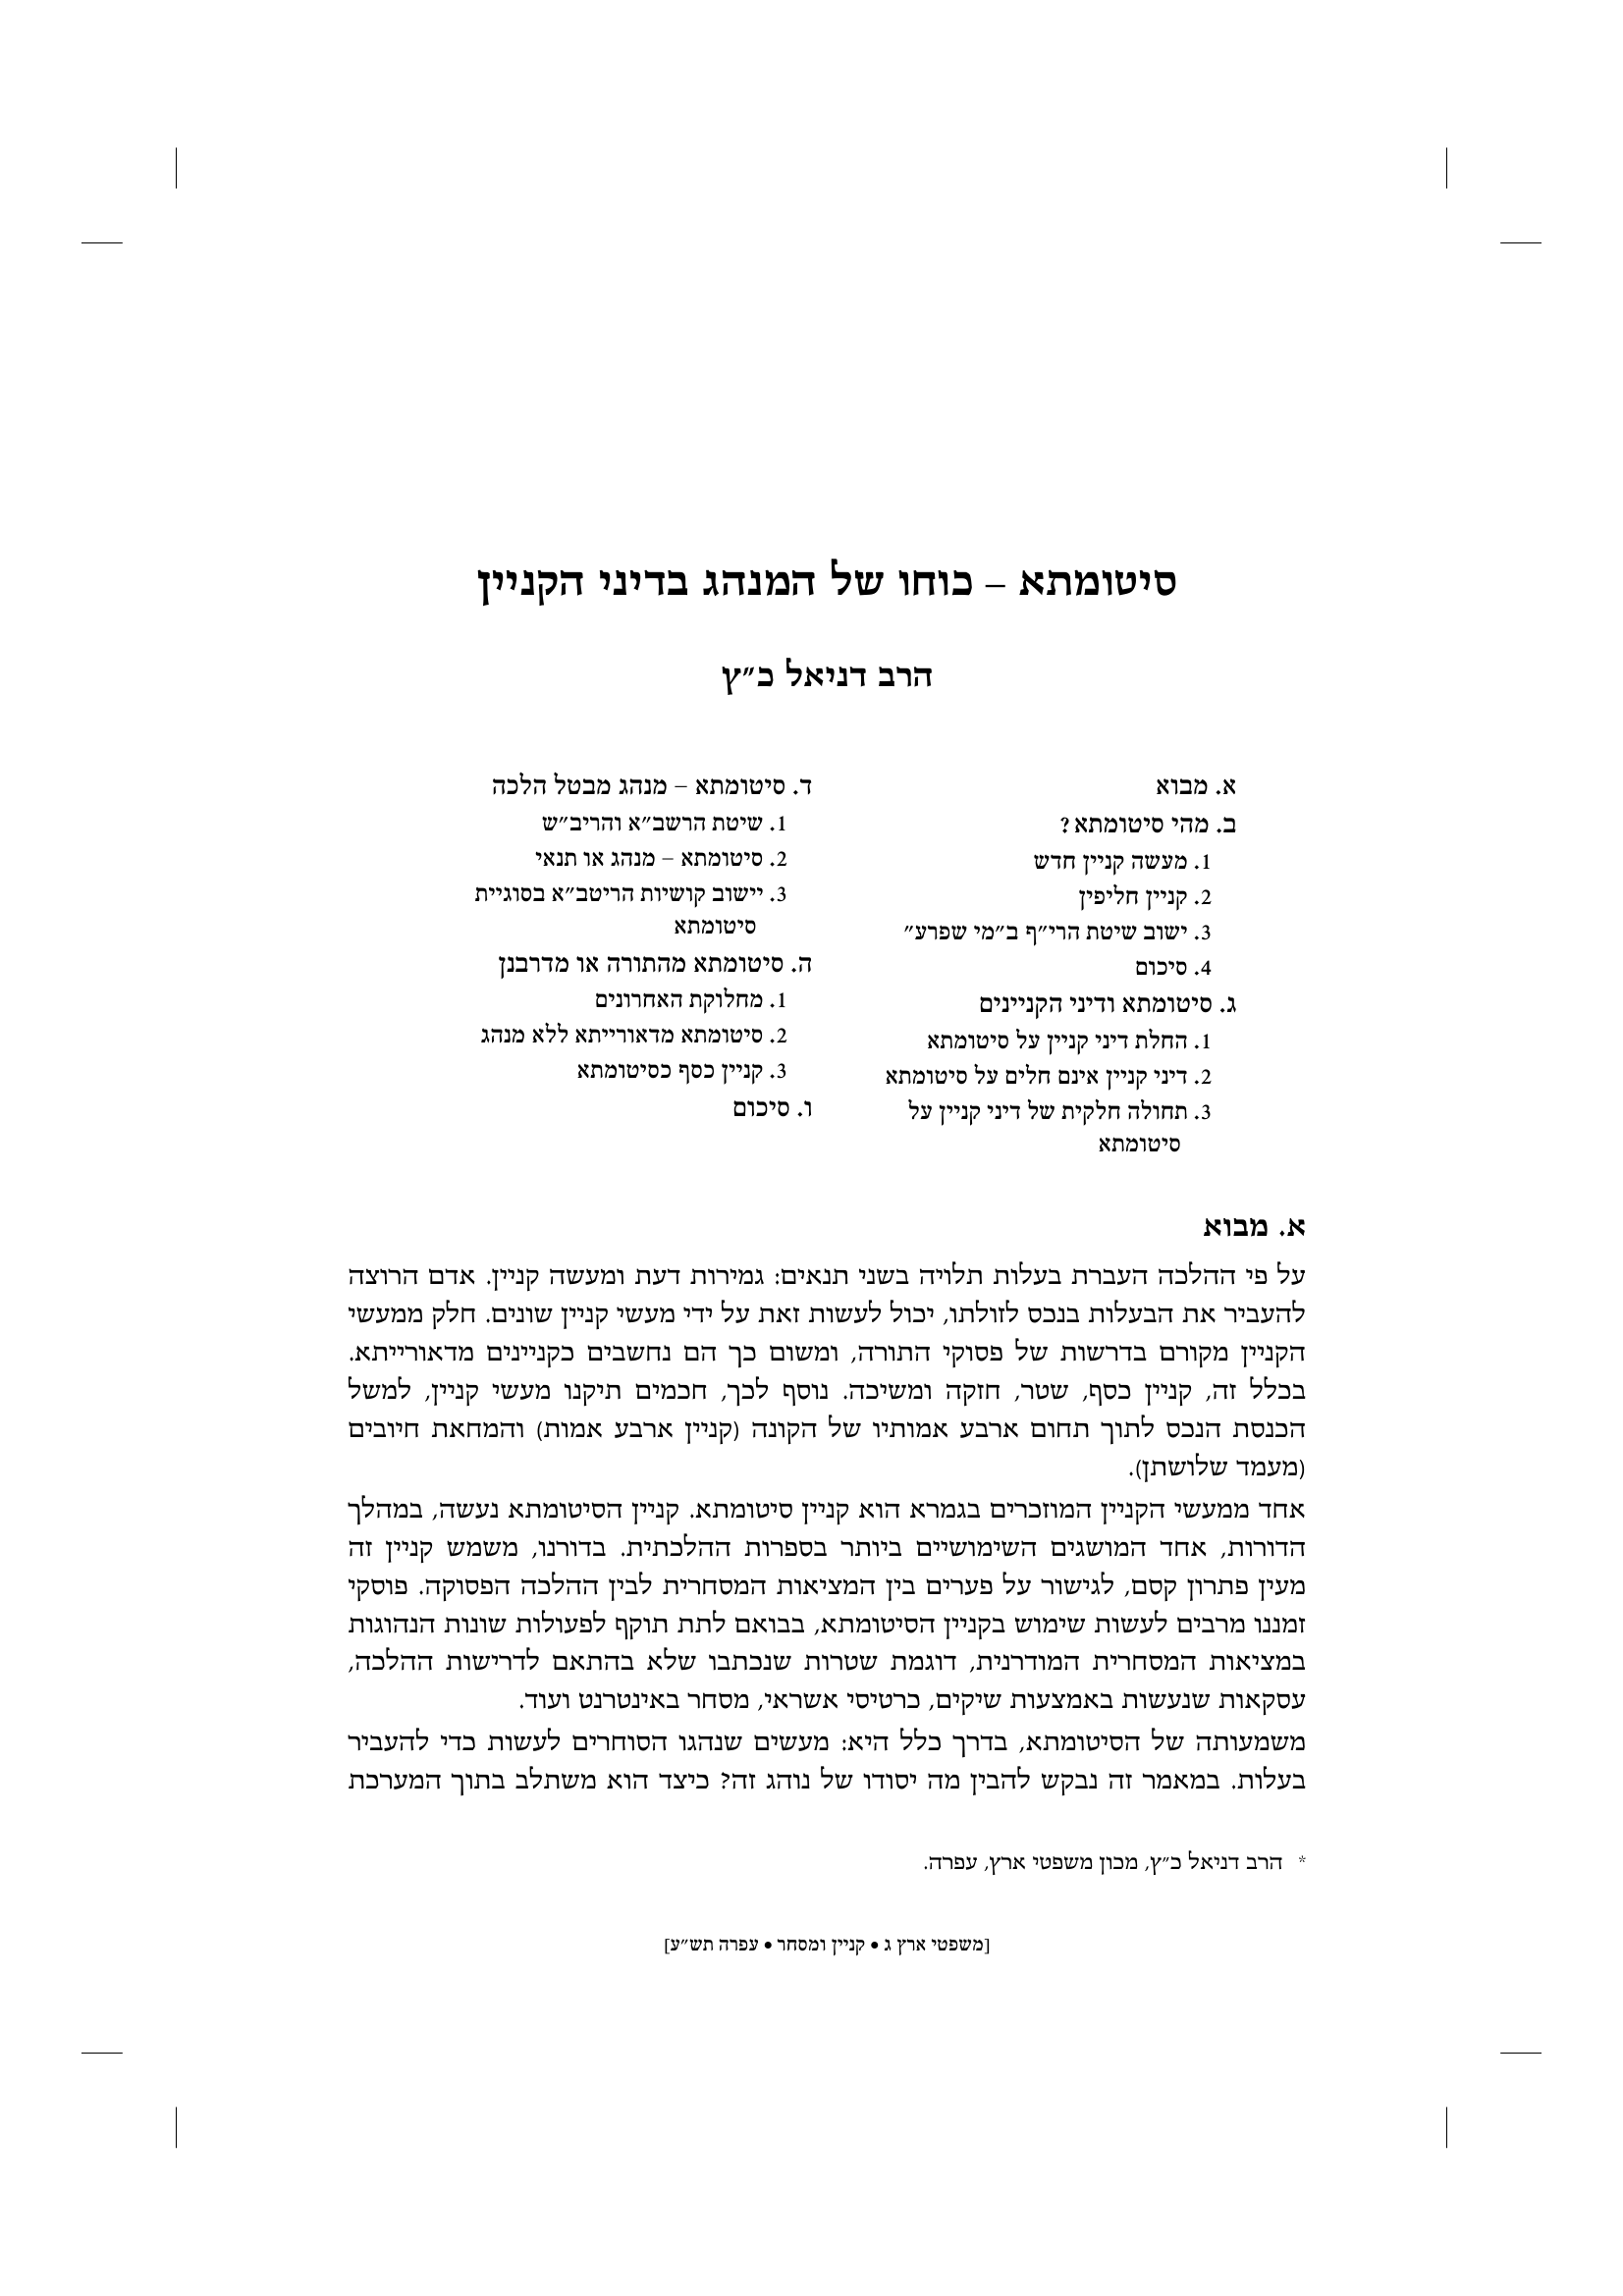 סיטומתא – כוחו של המנהג בדיני הקניין
הרב דניאל כ״ץ
א. מבוא
ב. מהי סיטומתא?
1. מעשה קניין חדש
2. קניין חליפין
3. ישוב שיטת הרי״ף ב״מי שפרע״
4. סיכום
ג. סיטומתא ודיני הקניינים
1. החלת דיני קניין על סיטומתא
2. דיני קניין אינם חלים על סיטומתא
3. תחולה חלקית של דיני קניין על
סיטומתא
ד. סיטומתא – מנהג מבטל הלכה
1. שיטת הרשב״א והריב״ש
2. סיטומתא – מנהג או תנאי
3. יישוב קושיות הריטב״א בסוגיית
סיטומתא
ה. סיטומתא מהתורה או מדרבנן
1. מחלוקת האחרונים
2. סיטומתא מדאורייתא ללא מנהג
3. קניין כסף כסיטומתא
ו. סיכום
א. מבוא
על פי ההלכה העברת בעלות תלויה בשני תנאים: גמירות דעת ומעשה קניין. אדם הרוצה
להעביר את הבעלות בנכס לזולתו, יכול לעשות זאת על ידי מעשי קניין שונים. חלק ממעשי
הקניין מקורם בדרשות של פסוקי התורה, ומשום כך הם נחשבים כקניינים מדאורייתא.
בכלל זה, קניין כסף, שטר, חזקה ומשיכה. נוסף לכך, חכמים תיקנו מעשי קניין, למשל
הכנסת הנכס לתוך תחום ארבע אמותיו של הקונה (קניין ארבע אמות) והמחאת חיובים
(מעמד שלושתן).
אחד ממעשי הקניין המוזכרים בגמרא הוא קניין סיטומתא. קניין הסיטומתא נעשה, במהלך
הדורות, אחד המושגים השימושיים ביותר בספרות ההלכתית. בדורנו, משמש קניין זה
מעין פתרון קסם, לגישור על פערים בין המציאות המסחרית לבין ההלכה הפסוקה. פוסקי
זמננו מרבים לעשות שימוש בקניין הסיטומתא, בבואם לתת תוקף לפעולות שונות הנהוגות
במציאות המסחרית המודרנית, דוגמת שטרות שנכתבו שלא בהתאם לדרישות ההלכה,
עסקאות שנעשות באמצעות שיקים, כרטיסי אשראי, מסחר באינטרנט ועוד.
משמעותה של הסיטומתא, בדרך כלל היא: מעשים שנהגו הסוחרים לעשות כדי להעביר
בעלות. במאמר זה נבקש להבין מה יסודו של נוהג זה? כיצד הוא משתלב בתוך המערכת
* הרב דניאל כ״ץ, מכון משפטי ארץ, עפרה.
[משפטי ארץ ג • קניין ומסחר • עפרה תש״ע]